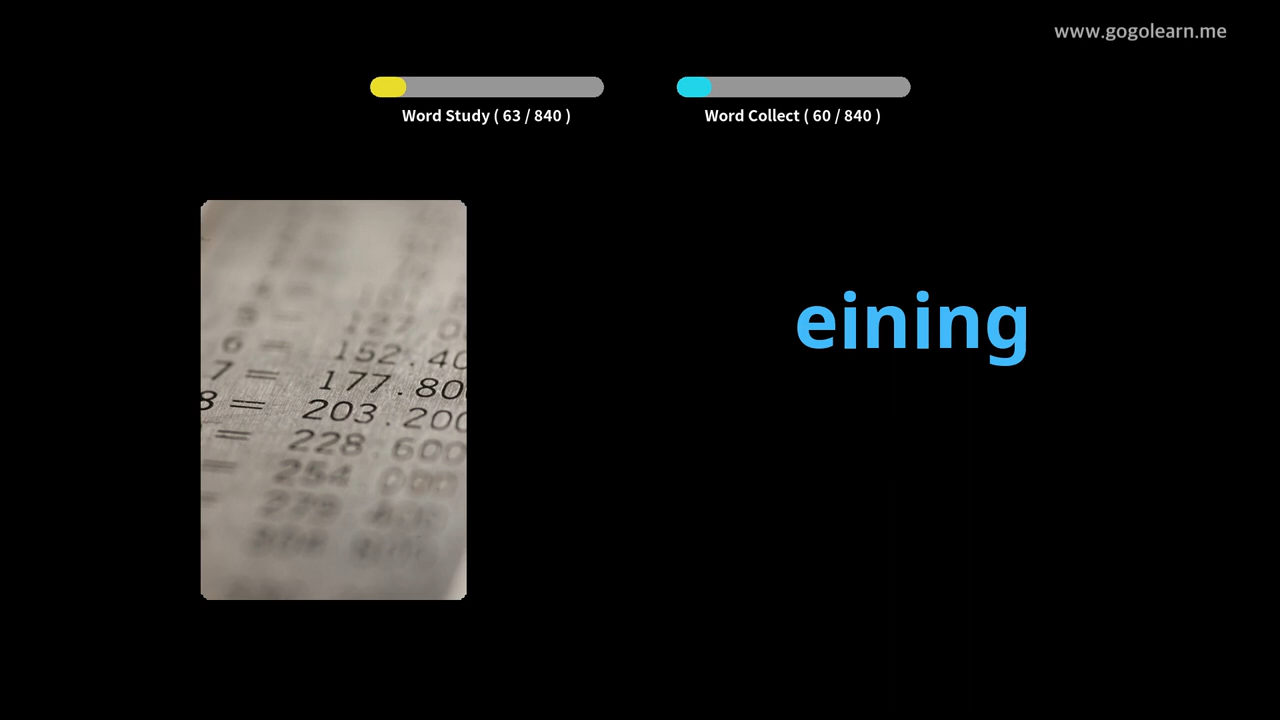 www.gogolearn.me
Word Study ( 63 / 840 )
Word Collect ( 60 / 840 )
eining
6 =
152.40
7 =
177.80
8 =
203.200
=
228.600
254